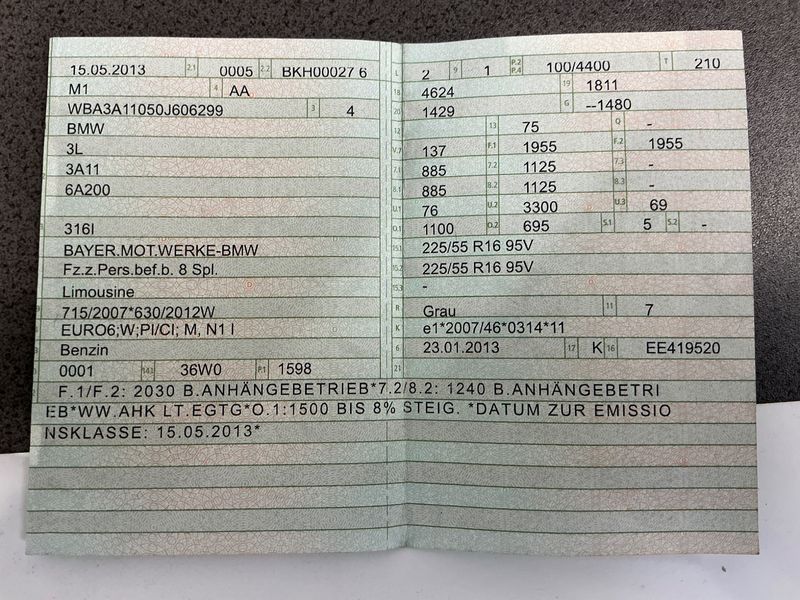 15.05.2013 2.1 0005 2.2 BKH00027 6
M1 4 AA
WBA3A11050J606299 3 4
BMW
3L
3A11
6A200
316I
BAYER.MOT.WERKE-BMW
Fz.z.Pers.bef.b. 8 Spl.
Limousine
715/2007*630/2012W
EURO6;W;PI/CI; M, N1 I
Benzin
0001 14.1 36W0 P.1 1598
L 2 9 1 P.2 P.4 100/4400 T 210
18 4624 19 1811
20 1429 G --1480
12 13 75 Q -
V.7 137 F.1 1955 F.2 1955
7.1 885 7.2 1125 7.3 -
8.1 885 8.2 1125 8.3 -
U.1 76 U.2 3300 U.3 69
O.1 1100 O.2 695 S.1 5 S.2 -
15.1 225/55 R16 95V
15.2 225/55 R16 95V
15.3 -
R Grau 11 7
K e1*2007/46*0314*11
6 23.01.2013 17 K 16 EE419520
21
F.1/F.2: 2030 B.ANHÄNGEBETRIEB*7.2/8.2: 1240 B.ANHÄNGEBETRI
EB*WW.AHK LT.EGTG*O.1:1500 BIS 8% STEIG. *DATUM ZUR EMISSIO
NSKLASSE: 15.05.2013*